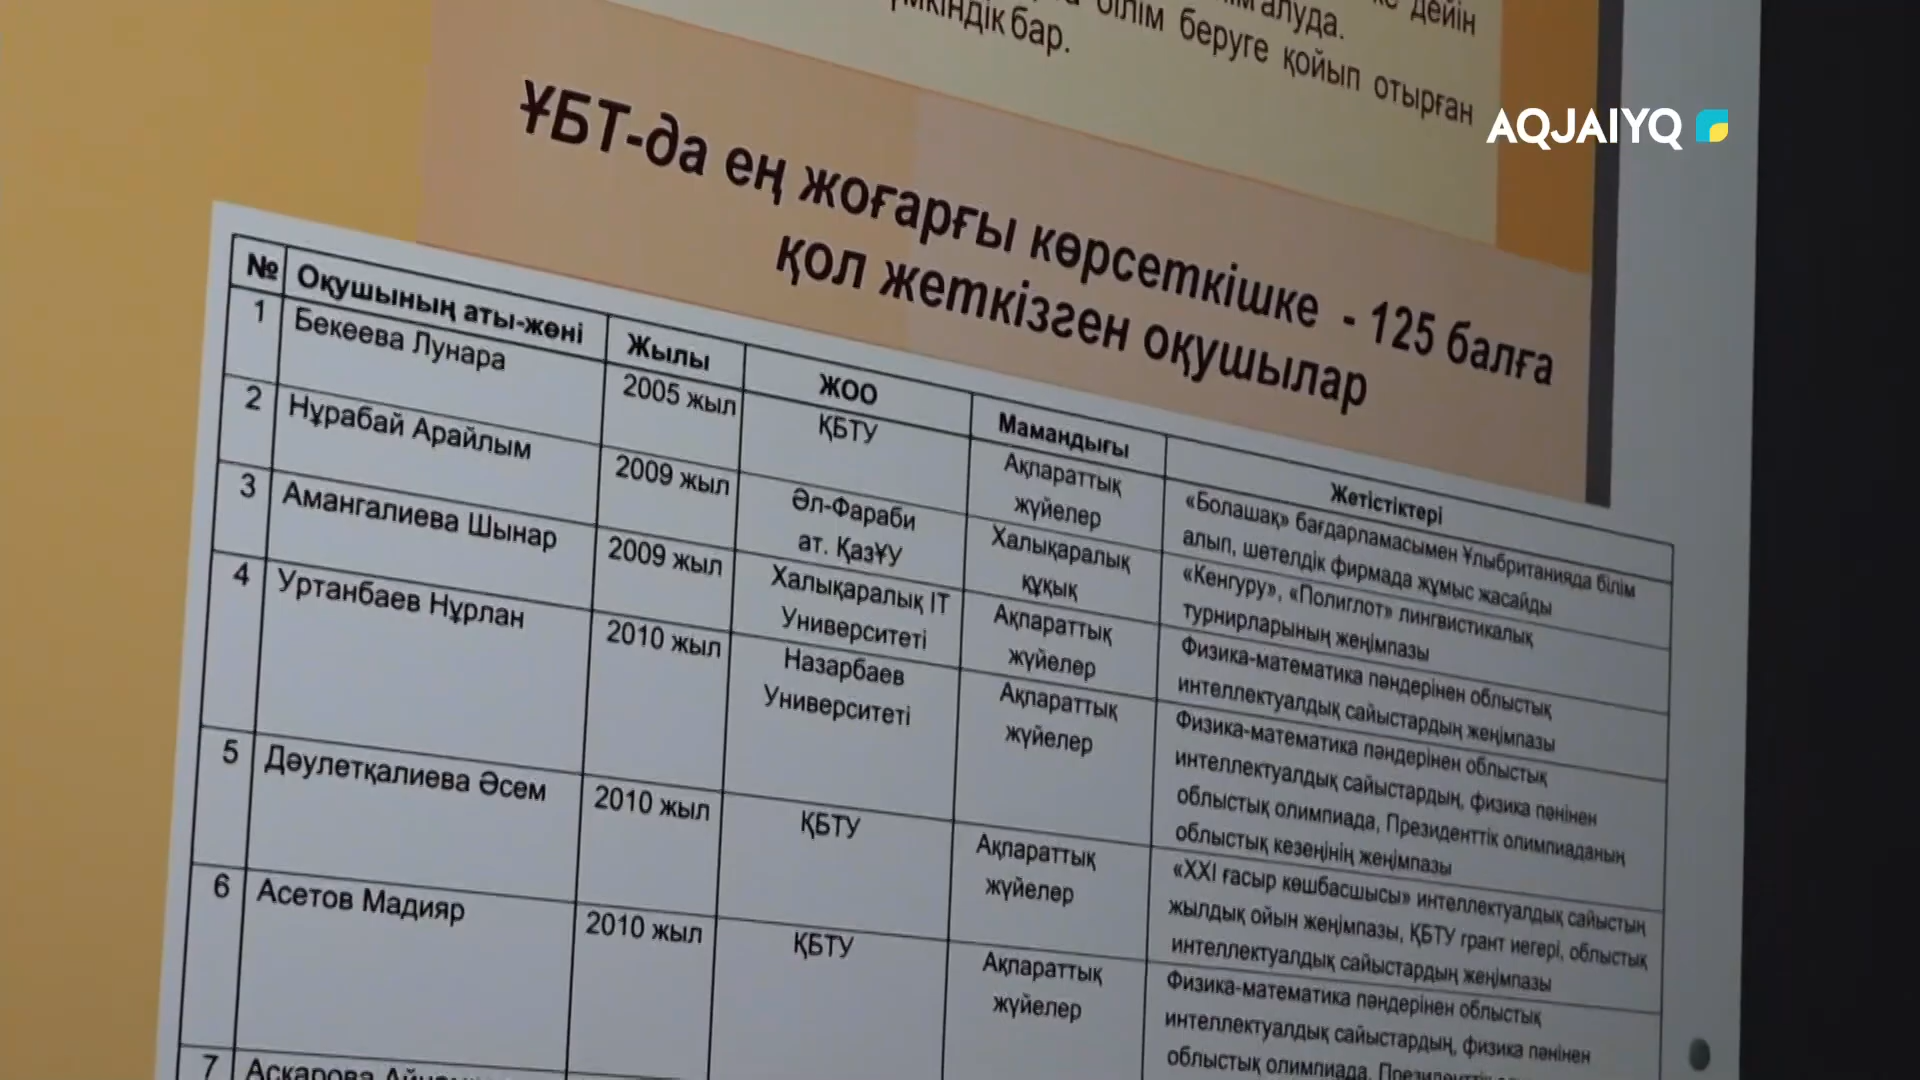 дейін
алуда.
білім беруге қойып отырған
бар.
AQJAIYQ
ҰБТ-да ең жоғарғы көрсеткішке - 125 балға
қол жеткізген оқушылар
№ Оқушының аты-жөні Жылы ЖОО Мамандығы Жетістіктері
1 Бекеева Лунара 2005 жыл ҚБТУ Ақпараттық
жүйелер
«Болашақ» бағдарламасымен Ұлыбританияда білім
алып, шетелдік фирмада жұмыс жасайды
2 Нұрабай Арайлым 2009 жыл Әл-Фараби
ат. ҚазҰУ
Халықаралық
құқық
«Кенгуру», «Полиглот» лингвистикалық
турнирларының жеңімпазы
3 Амангалиева Шынар 2009 жыл Халықаралық IT
Университеті
Ақпараттық
жүйелер
Физика-математика пәндерінен облыстық
интеллектуалдық сайыстардың жеңімпазы
4 Уртанбаев Нұрлан 2010 жыл Назарбаев
Университеті
Ақпараттық
жүйелер
Физика-математика пәндерінен облыстық
интеллектуалдық сайыстардың, физика пәнінен
облыстық олимпиада, Президенттік олимпиаданың
облыстық кезеңінің жеңімпазы
5 Дәулетқалиева Әсем 2010 жыл ҚБТУ Ақпараттық
жүйелер
«XXI ғасыр көшбасшысы» интеллектуалдық сайыстың
жылдық ойын жеңімпазы, ҚБТУ грант иегері, облыстық
интеллектуалдық сайыстардың жеңімпазы
6 Асетов Мадияр 2010 жыл ҚБТУ Ақпараттық
жүйелер
Физика-математика пәндерінен облыстық
интеллектуалдық сайыстардың, физика пәнінен
облыстық олимпиада, Президенттік
7 Асқарова